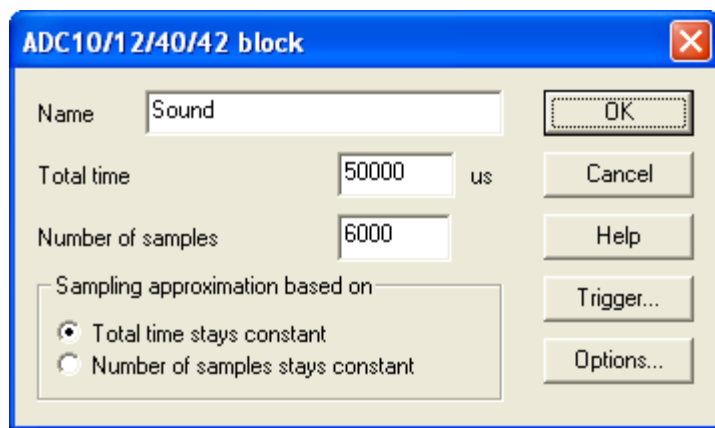 ADC10/12/40/42 block
Name Sound OK
Total time 50000 us Cancel
Number of samples 6000 Help
Sampling approximation based on
Trigger...
Total time stays constant
Number of samples stays constant
Options...